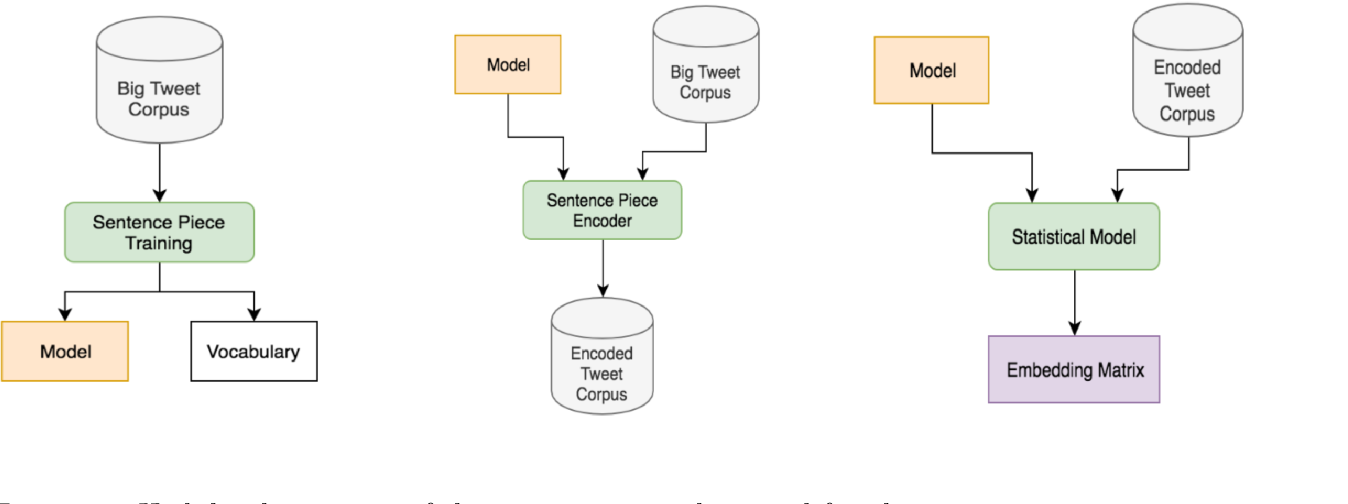 Big Tweet
Corpus
Sentence Piece
Training
Model
Vocabulary
Model
Big Tweet
Corpus
Sentence Piece
Encoder
Encoded
Tweet
Corpus
Model
Encoded
Tweet
Corpus
Statistical Model
Embedding Matrix